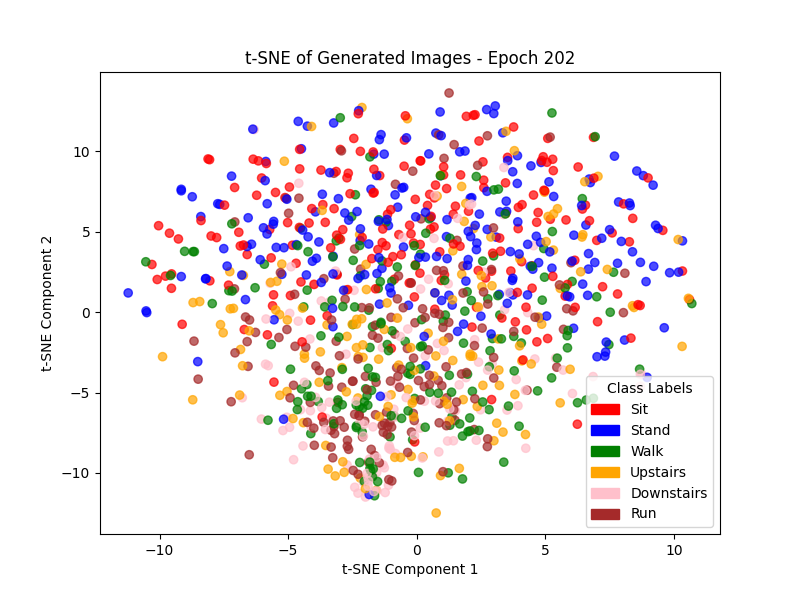 t-SNE of Generated Images - Epoch 202
t-SNE Component 2
10
5
0
−5
−10
−10
−5
0
5
10
t-SNE Component 1
Class Labels
Sit
Stand
Walk
Upstairs
Downstairs
Run